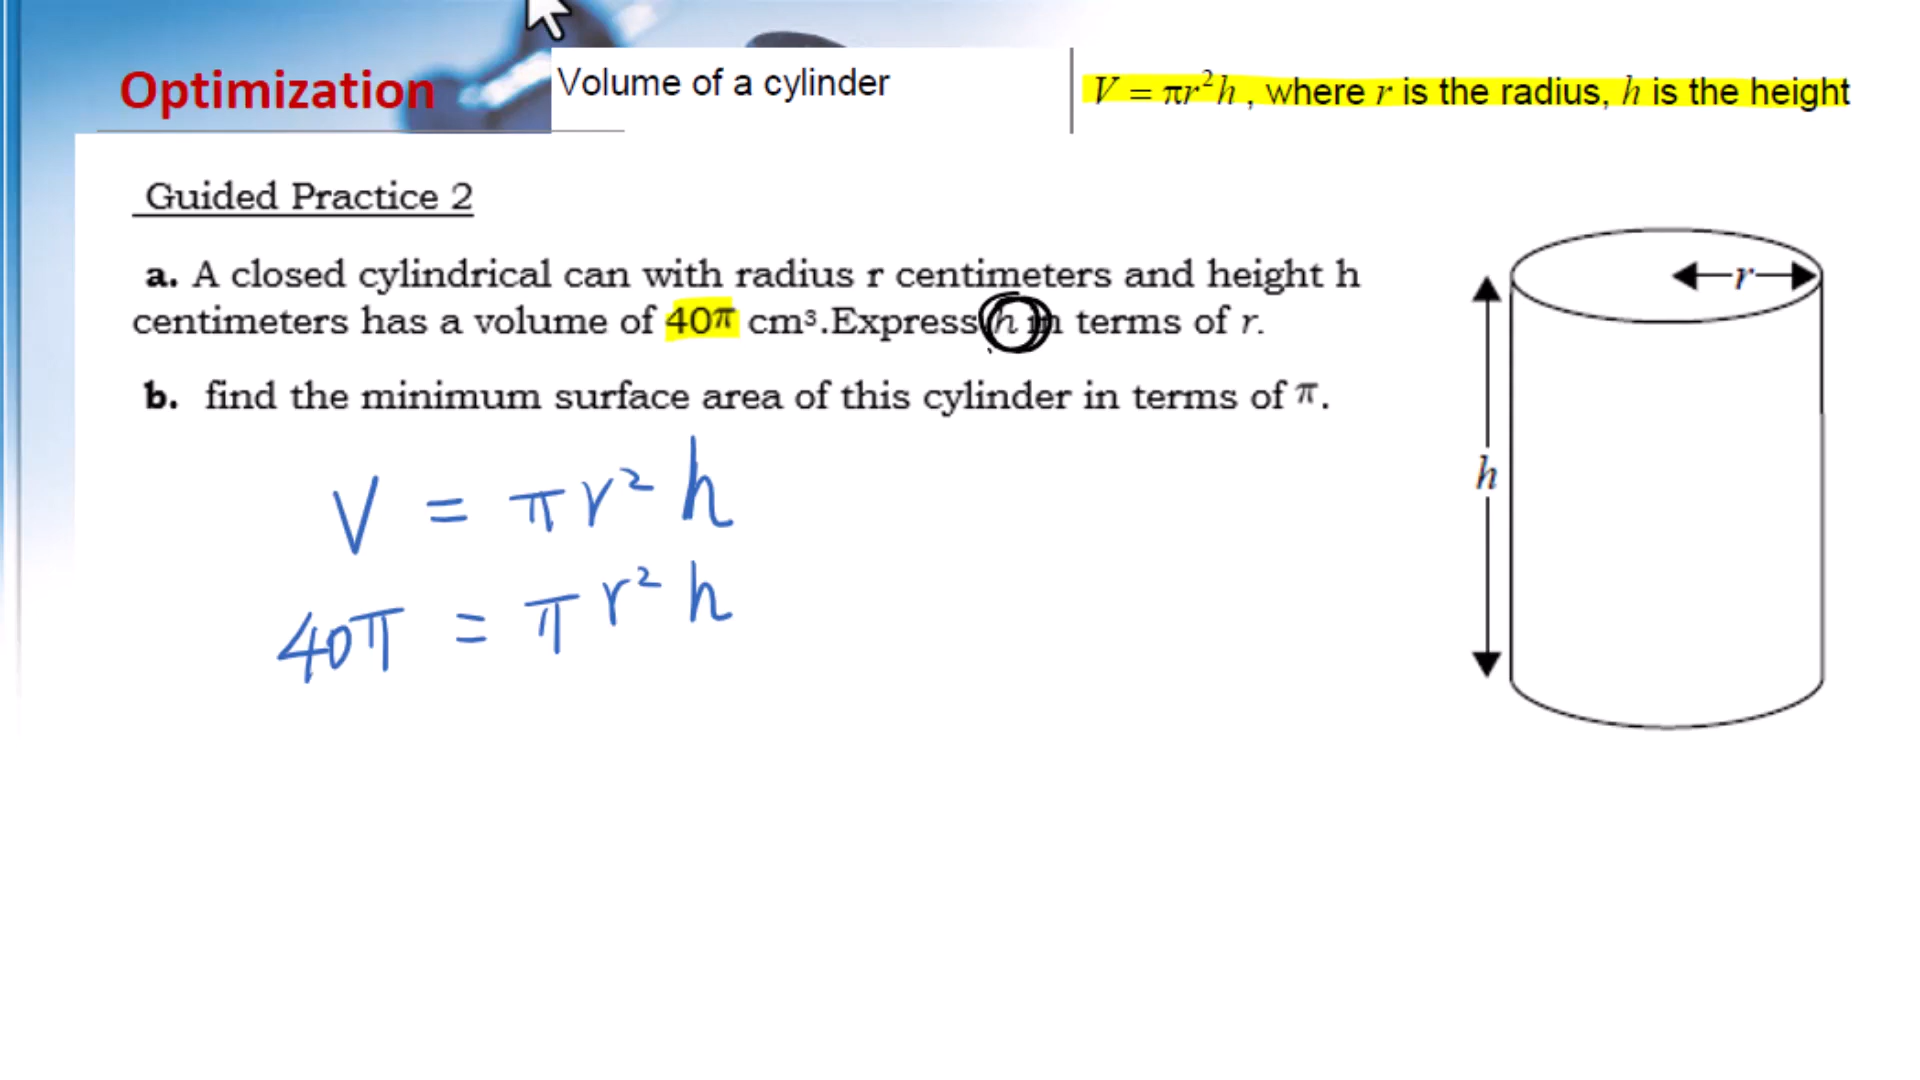 Optimization
Volume of a cylinder
V = πr²h , where r is the radius, h is the height
Guided Practice 2
a. A closed cylindrical can with radius r centimeters and height h
centimeters has a volume of 40π cm³.Express h in terms of r.
b. find the minimum surface area of this cylinder in terms of π.
V = πr² h
40π = π r² h
r
h